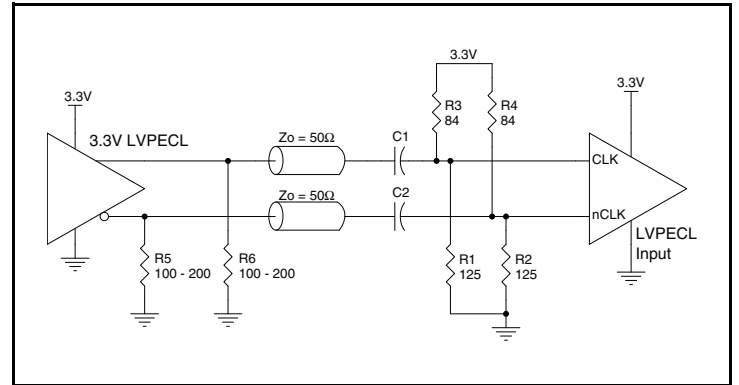 3.3V
3.3V
3.3V
R3
84
R4
84
3.3V LVPECL
Zo = 50Ω
C1
CLK
Zo = 50Ω
C2
nCLK
LVPECL
Input
R5
100 - 200
R6
100 - 200
R1
125
R2
125